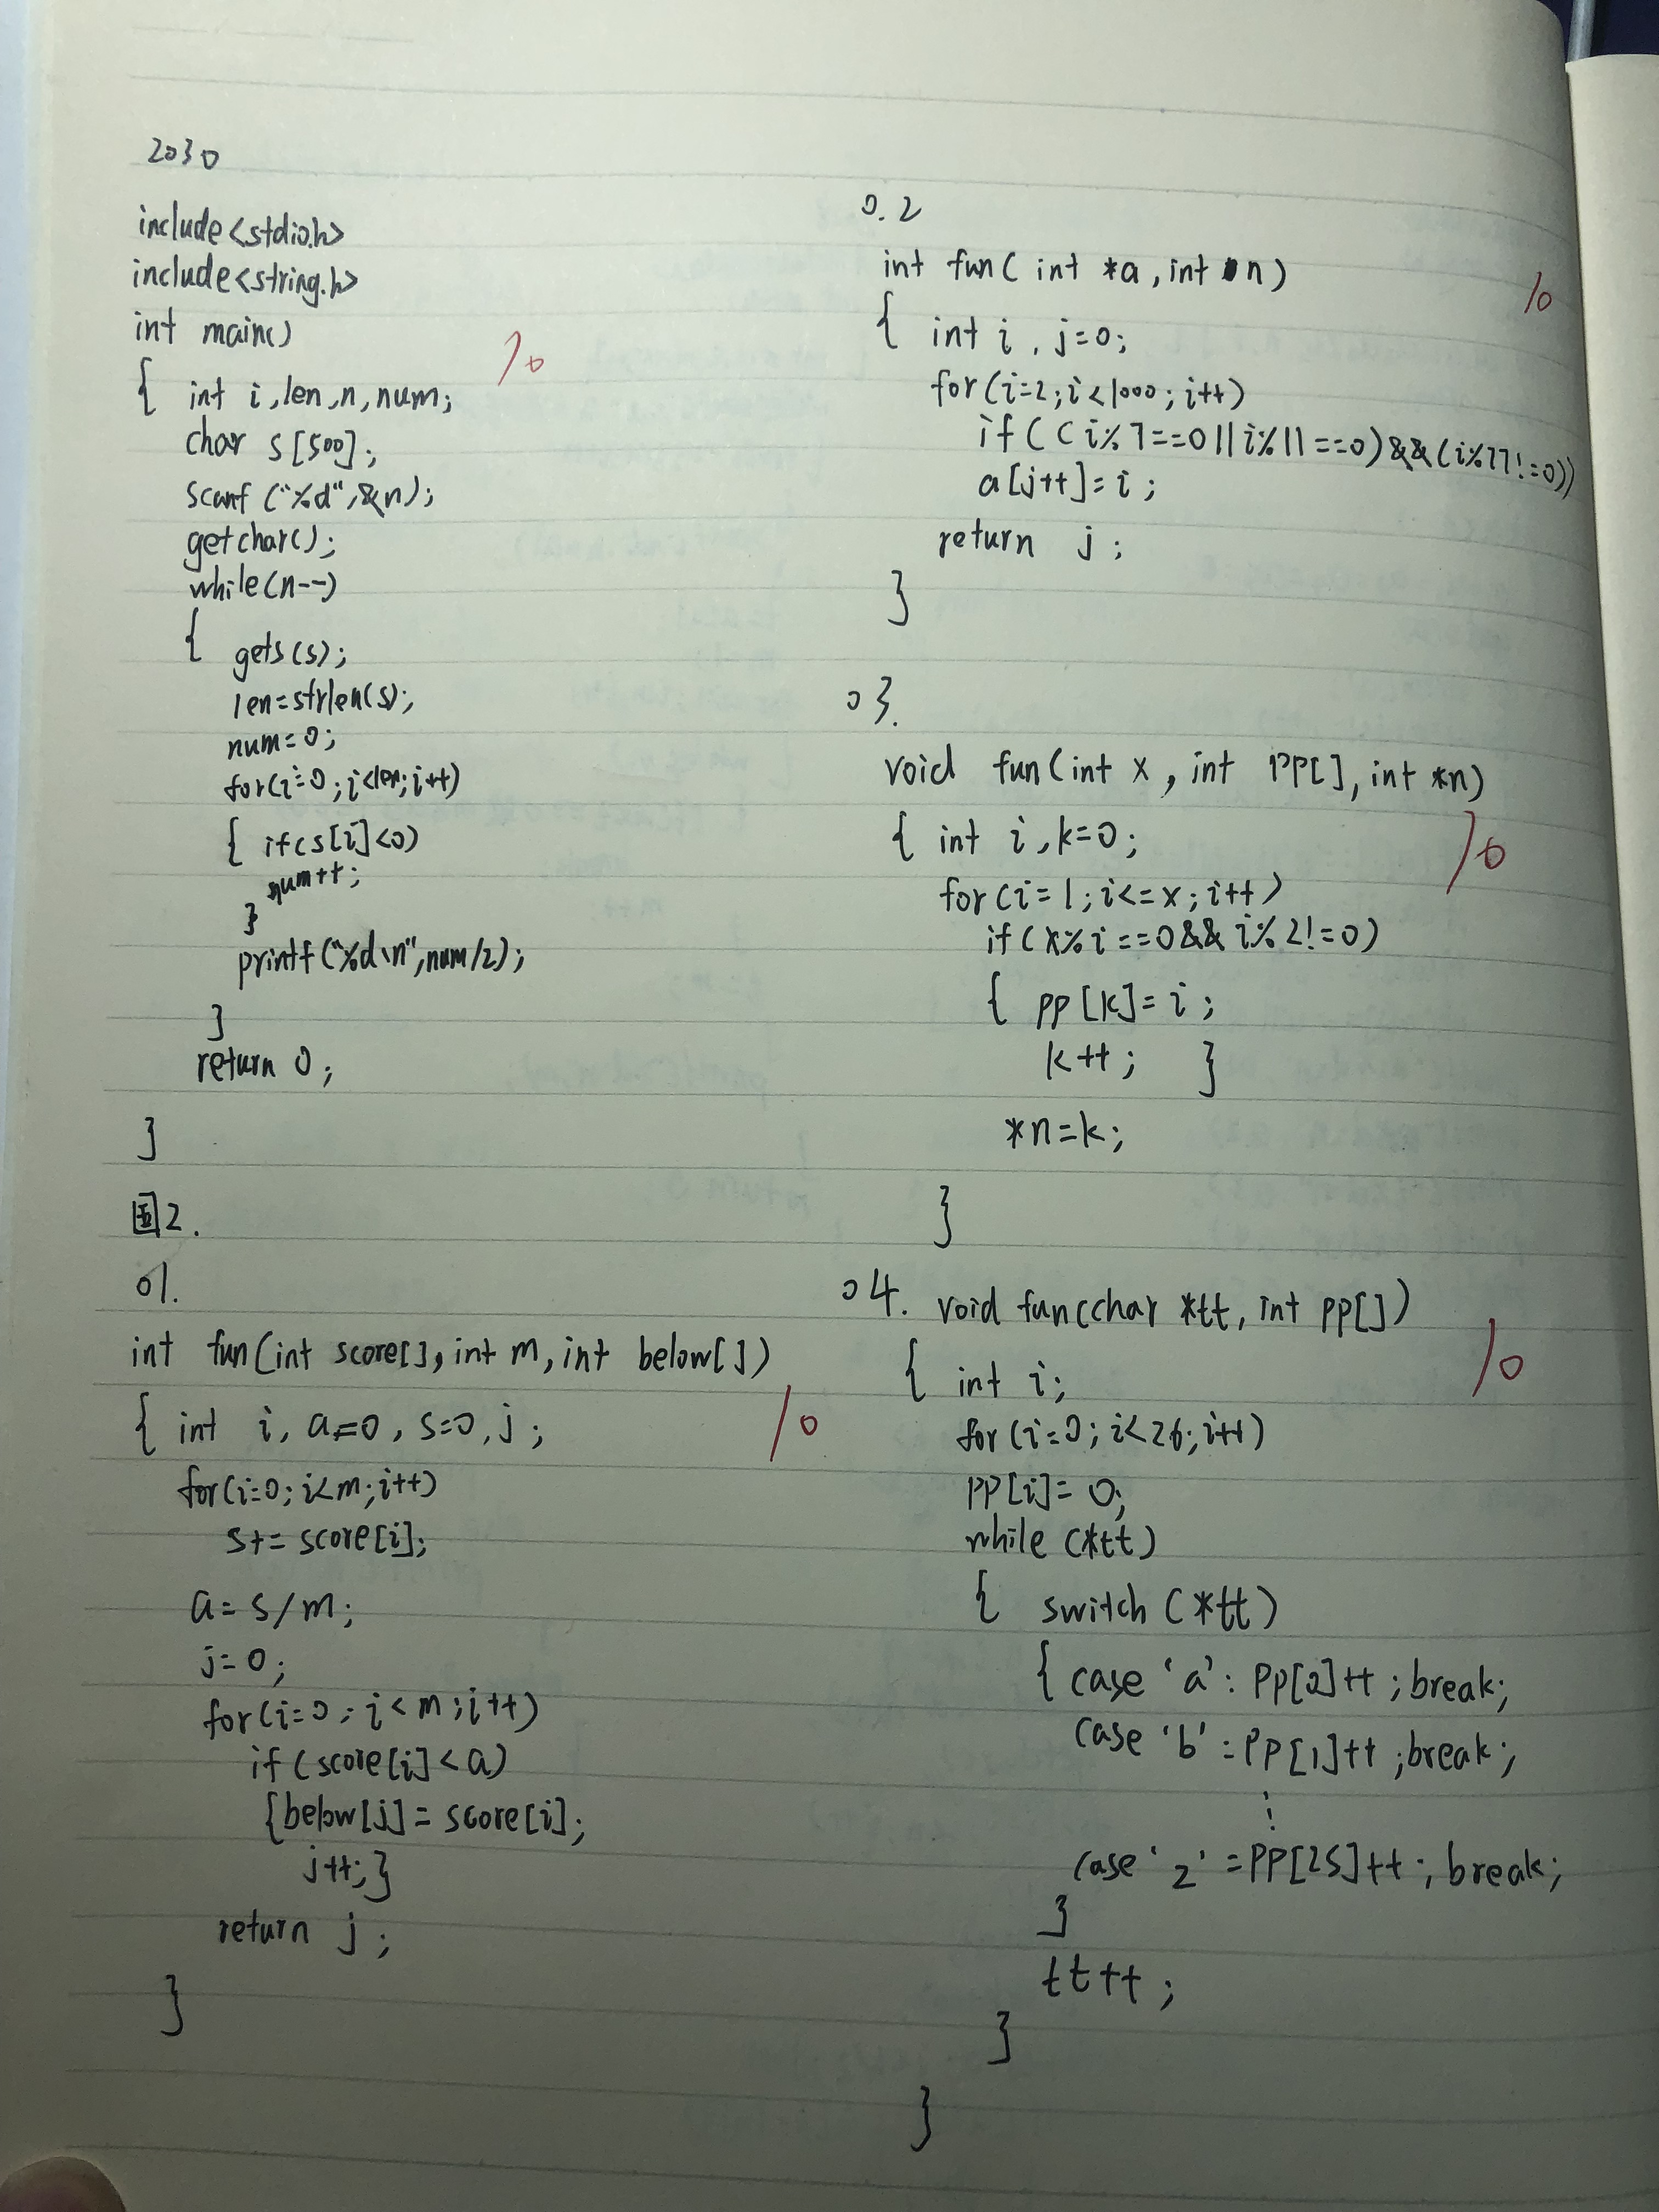 2030
include<stdio.h>
include<string.h>
int main()
{ int i,len,n,num;
char s[500];
scanf("%d",&n);
getchar();
while(n--)
{ gets(s);
len=strlen(s);
num=0;
for(i=0;i<len;i++)
{ if(s[i]<0)
num++;
}
printf("%d\n",num/2);
}
return 0;
}
10
2.
01.
int fun(int score[],int m,int below[])
{ int i, a=0, s=0, j;
10
for(i=0;i<m;i++)
s+= score[i];
a= s/m;
j=0;
for(i=0;i<m;i++)
if(score[i]<a)
{below[j]= score[i];
j++;}
return j;
}
0.2
int fun( int *a,int n)
10
{ int i, j=0;
for(i=2;i<1000;i++)
if((i%7==0||i%11==0)&&(i%77!=0))
a[j++]=i;
return j;
}
03.
void fun(int x, int pp[],int *n)
{ int i,k=0;
10
for(i=1;i<=x;i++)
if(x%i==0&&i%2!=0)
{ pp[k]=i;
k++; }
*n=k;
}
04. void fun(char *tt, int pp[])
{ int i;
10
for(i=0;i<26;i++)
pp[i]=0;
while (*tt)
{ switch (*tt)
{ case 'a': pp[0]++;break;
case 'b':pp[1]++;break;
⋮
case 'z'=pp[25]++;break;
}
tt++;
}
}